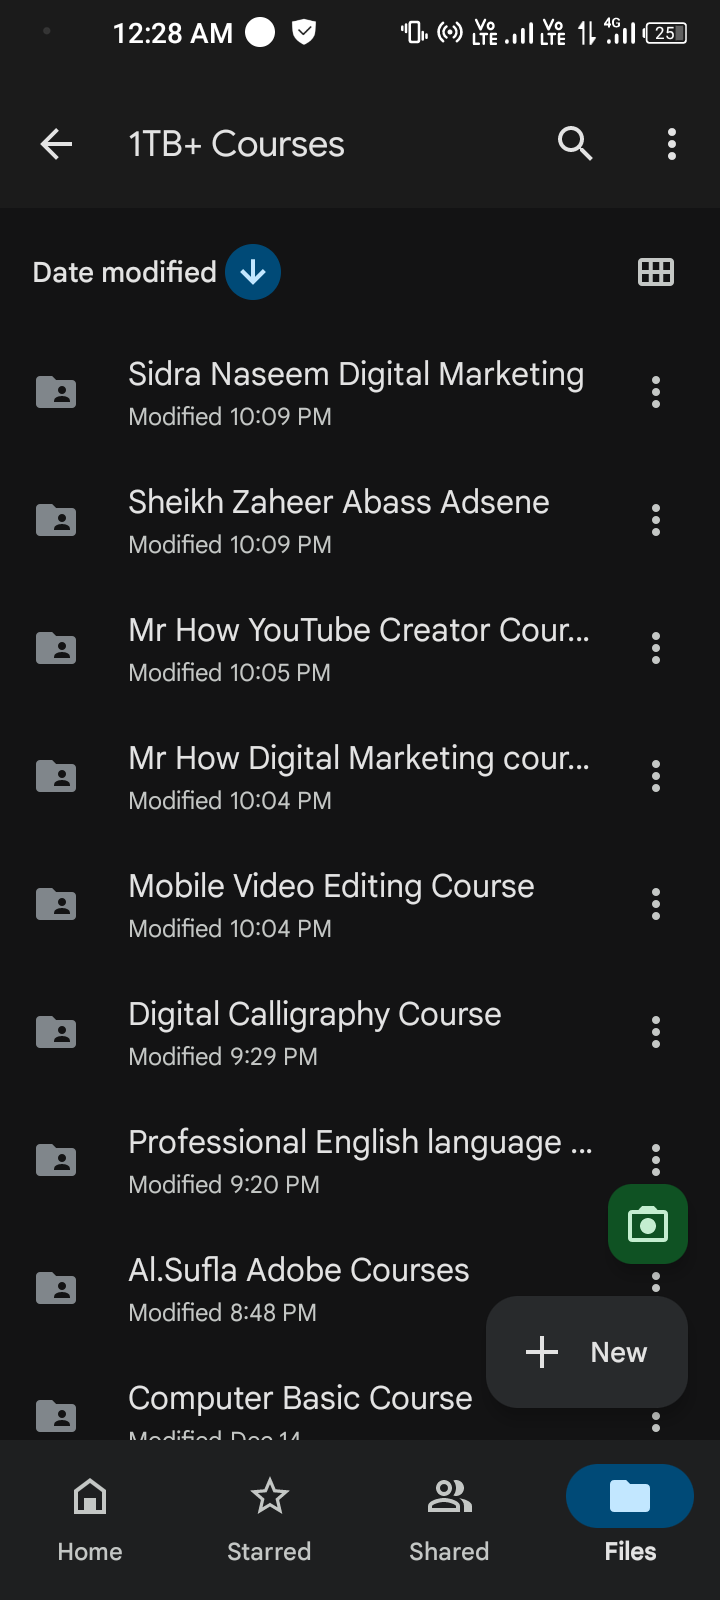 12:28 AM
Vo LTE Vo LTE 4G 25
1TB+ Courses
Date modified
Sidra Naseem Digital Marketing
Modified 10:09 PM
Sheikh Zaheer Abass Adsene
Modified 10:09 PM
Mr How YouTube Creator Cour...
Modified 10:05 PM
Mr How Digital Marketing cour...
Modified 10:04 PM
Mobile Video Editing Course
Modified 10:04 PM
Digital Calligraphy Course
Modified 9:29 PM
Professional English language ...
Modified 9:20 PM
Al.Sufla Adobe Courses
Modified 8:48 PM
New
Computer Basic Course
Modified Dec 14
Home
Starred
Shared
Files